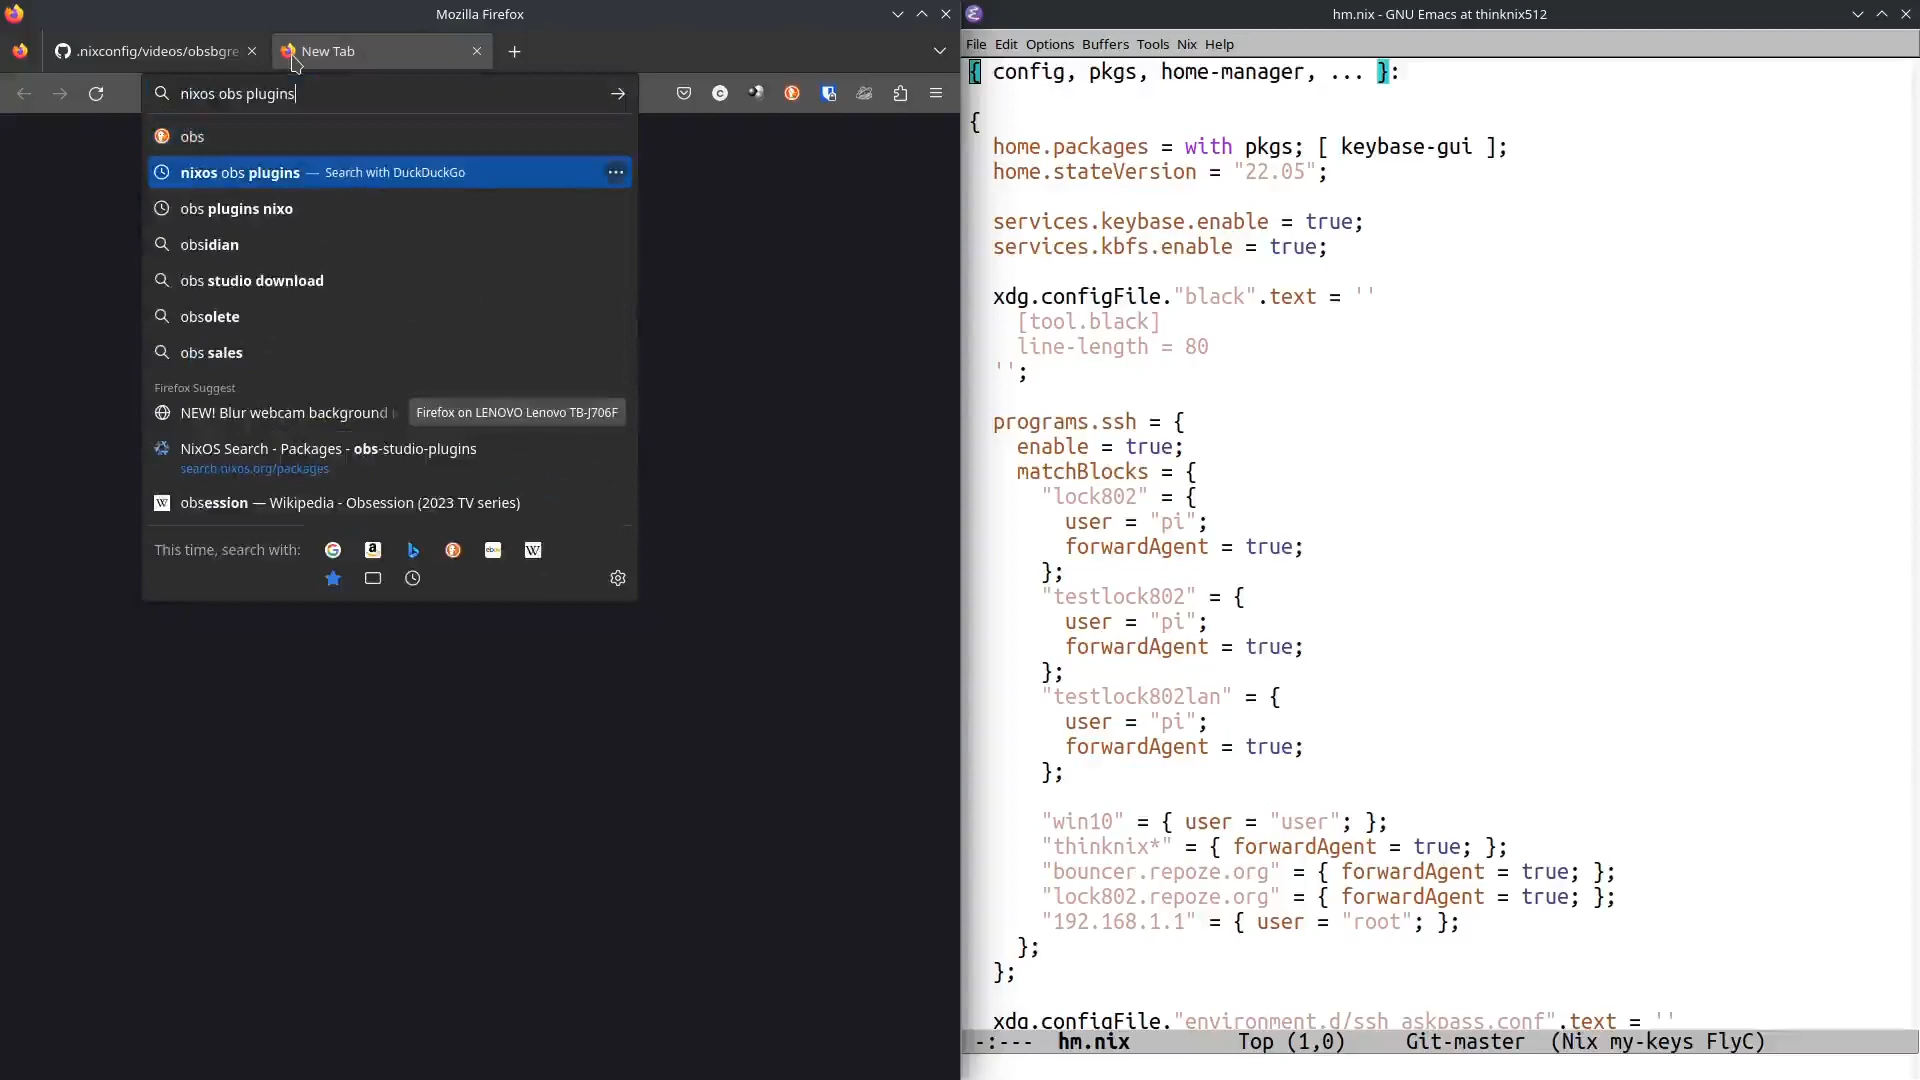 Mozilla Firefox
.nixconfig/videos/obsbgre
New Tab
nixos obs plugins
obs
nixos obs plugins — Search with DuckDuckGo
obs plugins nixo
obsidian
obs studio download
obsolete
obs sales
Firefox Suggest
NEW! Blur webcam background
Firefox on LENOVO Lenovo TB-J706F
NixOS Search - Packages - obs-studio-plugins
search.nixos.org/packages
obsession — Wikipedia - Obsession (2023 TV series)
This time, search with:
hm.nix - GNU Emacs at thinknix512
File Edit Options Buffers Tools Nix Help
{ config, pkgs, home-manager, ... }:
{
home.packages = with pkgs; [ keybase-gui ];
home.stateVersion = "22.05";
services.keybase.enable = true;
services.kbfs.enable = true;
xdg.configFile."black".text = ''
[tool.black]
line-length = 80
'';
programs.ssh = {
enable = true;
matchBlocks = {
"lock802" = {
user = "pi";
forwardAgent = true;
};
"testlock802" = {
user = "pi";
forwardAgent = true;
};
"testlock802lan" = {
user = "pi";
forwardAgent = true;
};
"win10" = { user = "user"; };
"thinknix*" = { forwardAgent = true; };
"bouncer.repoze.org" = { forwardAgent = true; };
"lock802.repoze.org" = { forwardAgent = true; };
"192.168.1.1" = { user = "root"; };
};
};
xdg.configFile."environment.d/ssh_askpass.conf".text = ''
-:--- hm.nix Top (1,0) Git-master (Nix my-keys FlyC)